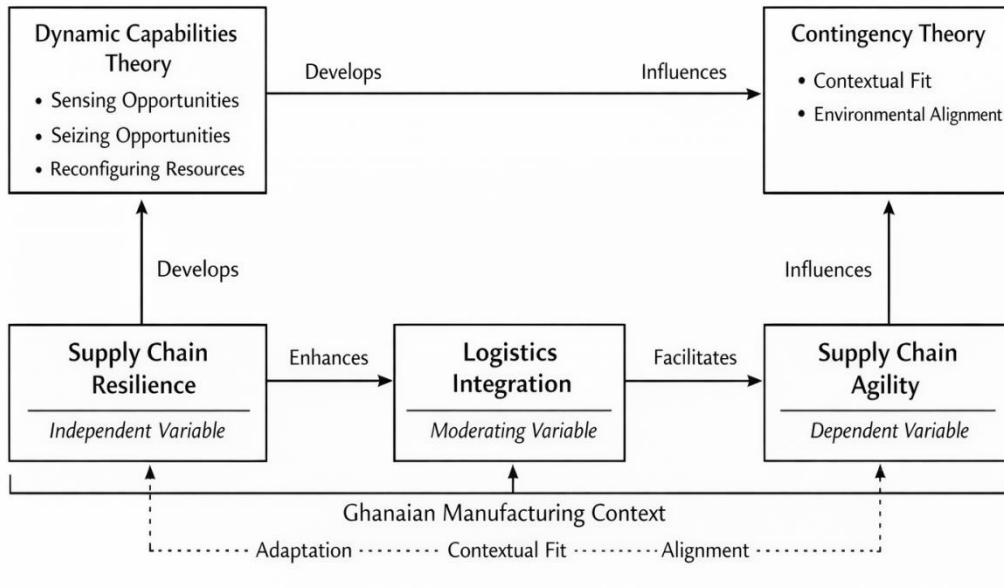 Dynamic Capabilities
Theory
• Sensing Opportunities
• Seizing Opportunities
• Reconfiguring Resources
Develops
Influences
Contingency Theory
• Contextual Fit
• Environmental Alignment
Develops
Influences
Supply Chain
Resilience
Independent Variable
Enhances
Logistics
Integration
Moderating Variable
Facilitates
Supply Chain
Agility
Dependent Variable
Ghanaian Manufacturing Context
Adaptation
Contextual Fit
Alignment